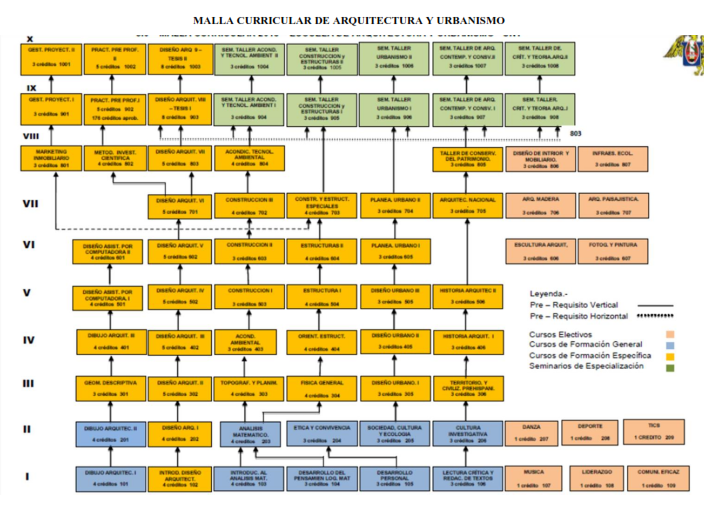 MALLA CURRICULAR DE ARQUITECTURA Y URBANISMO
X
GEST. PROYECT. II
3 créditos 1001
PRACT. PRE PROF. II
5 créditos 1002
DISEÑO ARQ II – TESIS II
8 créditos 1003
SEM. TALLER ACOND. Y TECNOL. AMBIENT II
3 créditos 1004
SEM. TALLER CONSTRUCCION y ESTRUCTURAS II
3 créditos 1005
SEM. TALLER URBANISMO II
3 créditos 1006
SEM. TALLER DE ARQ. CONTEMP. Y CONSV.II
3 créditos 1007
SEM. TALLER DE. CRÍT. Y TEORIA.ARQ.II
3 créditos 1008
IX
GEST. PROYECT. I
3 créditos 901
PRACT. PRE PROF.I
5 créditos 902
170 créditos aprob.
DISEÑO ARQUIT. VIII – TESIS I
8 créditos 903
SEM. TALLER ACOND. Y TECNOL. AMBIENT I
3 créditos 904
SEM. TALLER CONSTRUCCION y ESTRUCTURAS I
3 créditos 905
SEM. TALLER URBANISMO I
3 créditos 906
SEM. TALLER DE ARQ. CONTEMP. Y CONSV. I
3 créditos 907
SEM. TALLER. CRIT. Y TEORIA ARQ.I
3 créditos 908
803
VIII
MARKETING INMOBILIARIO
3 créditos 801
METOD. INVEST. CIENTIFICA
4 créditos 802
DISEÑO ARQUIT. VII
5 créditos 803
ACONDIC. TECNOL. AMBIENTAL
4 créditos 804
TALLER DE CONSERV. DEL PATRIMONIO.
3 créditos 805
DISEÑO DE INTRIOR Y MOBILIARIO.
3 créditos 806
INFRAES. ECOL.
3 créditos 807
VII
DISEÑO ARQUIT. VI
5 créditos 701
CONSTRUCCION III
4 créditos 702
CONSTR. Y ESTRUCT. ESPECIALES
4 créditos 703
PLANEA. URBANO II
3 créditos 704
ARQUITEC. NACIONAL
3 créditos 705
ARQ. MADERA
3 créditos 706
ARQ. PAISAJISTICA.
3 créditos 707
VI
DISEÑO ASIST. POR COMPUTADORA II
4 créditos 601
DISEÑO ARQUIT. V
5 créditos 602
CONSTRUCCION II
3 créditos 603
ESTRUCTURAS II
4 créditos 604
PLANEA. URBANO I
3 créditos 605
ESCULTURA ARQUIT.
3 créditos 606
FOTOG. Y PINTURA
3 créditos 607
V
DISEÑO ASIST. POR COMPUTADORA. I
4 créditos 501
DISEÑO ARQUIT. IV
5 créditos 502
CONSTRUCCION I
3 créditos 503
ESTRUCTURA I
4 créditos 504
DISEÑO URBANO III
3 créditos 505
HISTORIA ARQUITEC II
3 créditos 506
Leyenda.-
Pre – Requisito Vertical
Pre – Requisito Horizontal
Cursos Electivos
Cursos de Formación General
Cursos de Formación Especifica
Seminarios de Especialización
IV
DIBUJO ARQUIT. III
4 créditos 401
DISEÑO ARQUIT. III
5 créditos 402
ACOND. AMBIENTAL
3 créditos 403
ORIENT. ESTRUCT.
4 créditos 404
DISEÑO URBANO II
3 créditos 405
HISTORIA ARQUIT. I
3 créditos 406
III
GEOM. DESCRIPTIVA
3 créditos 301
DISEÑO ARQUIT. II
5 créditos 302
TOPOGRAF. Y PLANIM.
4 créditos 303
FISICA GENERAL
4 créditos 304
DISEÑO URBANO. I
3 créditos 305
TERRITORIO. Y CIVILIZ. PREHISPAN.
3 créditos 306
II
DIBUJO ARQUITEC. II
4 créditos 201
DISEÑO ARQ. I
4 créditos 202
ANALISIS MATEMATICO.
4 créditos 203
ETICA Y CONVIVENCIA
3 créditos 204
SOCIEDAD, CULTURA Y ECOLOGIA
3 créditos 205
CULTURA INVESTIGATIVA
3 créditos 206
DANZA
1 crédito 207
DEPORTE
1 crédito 208
TICS
1 CREDITO 209
I
DIBUJO ARQUITEC. I
4 créditos 101
INTROD. DISEÑO ARQUITECT.
4 créditos 102
INTRODUC. AL ANALISIS MAT.
4 créditos 103
DESARROLLO DEL PENSAMIEN LOG. MAT
3 créditos 104
DESARROLLO PERSONAL
3 créditos 105
LECTURA CRÍTICA Y REDAC. DE TEXTOS
3 créditos 106
MUSICA
1 crédito 107
LIDERAZGO
1 crédito 108
COMUNI. EFICAZ
1 crédito 109